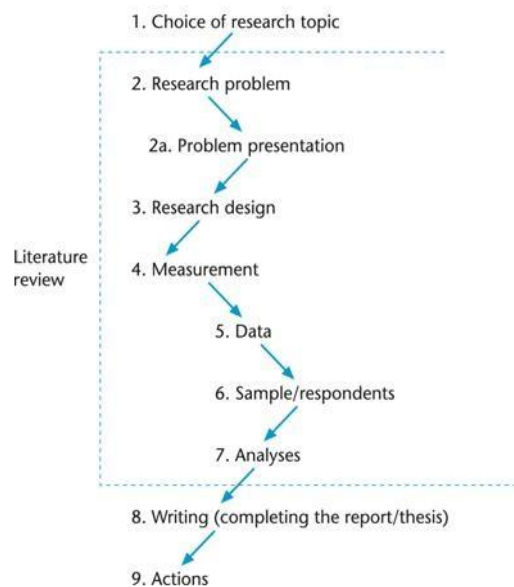 1. Choice of research topic
2. Research problem
2a. Problem presentation
3. Research design
Literature
review
4. Measurement
5. Data
6. Sample/respondents
7. Analyses
8. Writing (completing the report/thesis)
9. Actions